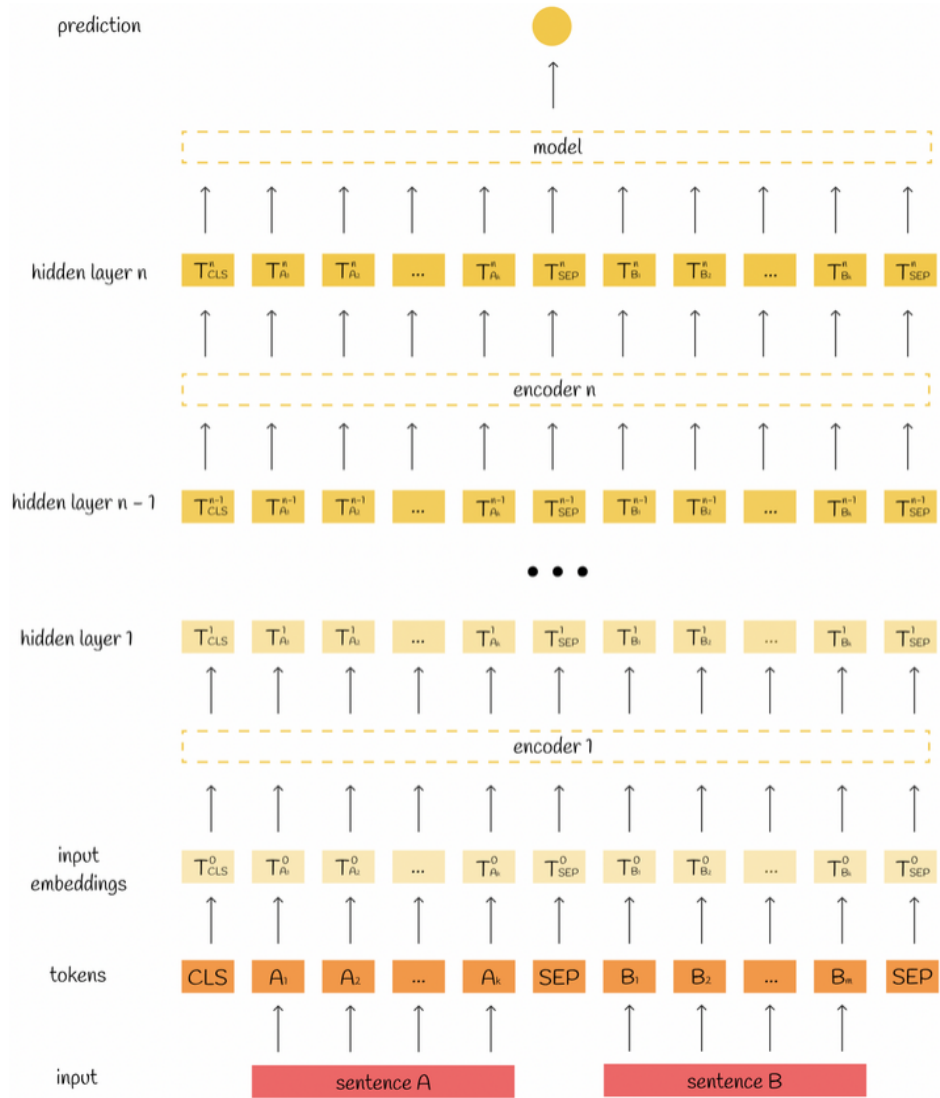 prediction
model
hidden layer n
T^n_CLS T^n_A₁ T^n_A₂ ... T^n_Aₖ T^n_SEP T^n_B₁ T^n_B₂ ... T^n_Bₖ T^n_SEP
encoder n
hidden layer n - 1
T^n-1_CLS T^n-1_A₁ T^n-1_A₂ ... T^n-1_Aₖ T^n-1_SEP T^n-1_B₁ T^n-1_B₂ ... T^n-1_Bₖ T^n-1_SEP
hidden layer 1
T^1_CLS T^1_A₁ T^1_A₂ ... T^1_Aₖ T^1_SEP T^1_B₁ T^1_B₂ ... T^1_Bₖ T^1_SEP
encoder 1
input
embeddings
T^0_CLS T^0_A₁ T^0_A₂ ... T^0_Aₖ T^0_SEP T^0_B₁ T^0_B₂ ... T^0_Bₖ T^0_SEP
tokens
CLS A₁ A₂ ... Aₖ SEP B₁ B₂ ... Bₘ SEP
input
sentence A
sentence B